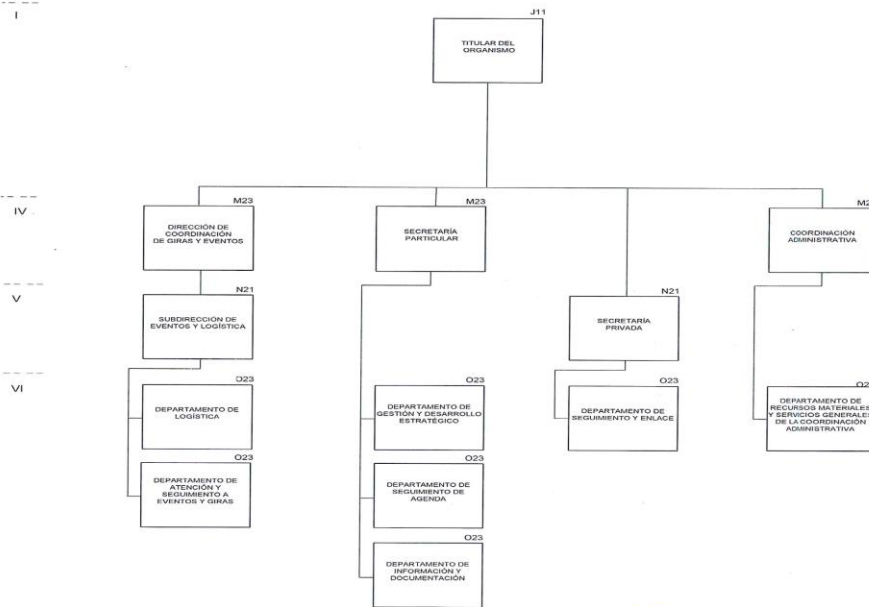 I
J11
TITULAR DEL
ORGANISMO
IV
M23
DIRECCIÓN DE
COORDINACIÓN
DE GIRAS Y EVENTOS
M23
SECRETARÍA
PARTICULAR
COORDINACIÓN
ADMINISTRATIVA
V
N21
SUBDIRECCIÓN DE
EVENTOS Y LOGÍSTICA
N21
SECRETARÍA
PRIVADA
VI
O23
DEPARTAMENTO DE
LOGÍSTICA
O23
DEPARTAMENTO DE
GESTIÓN Y DESARROLLO
ESTRATÉGICO
O23
DEPARTAMENTO DE
SEGUIMIENTO Y ENLACE
DEPARTAMENTO DE
RECURSOS MATERIALES
Y SERVICIOS GENERALES
DE LA COORDINACIÓN
ADMINISTRATIVA
O23
DEPARTAMENTO DE
ATENCIÓN Y
SEGUIMIENTO A
EVENTOS Y GIRAS
O23
DEPARTAMENTO DE
SEGUIMIENTO DE
AGENDA
O23
DEPARTAMENTO DE
INFORMACIÓN Y
DOCUMENTACIÓN